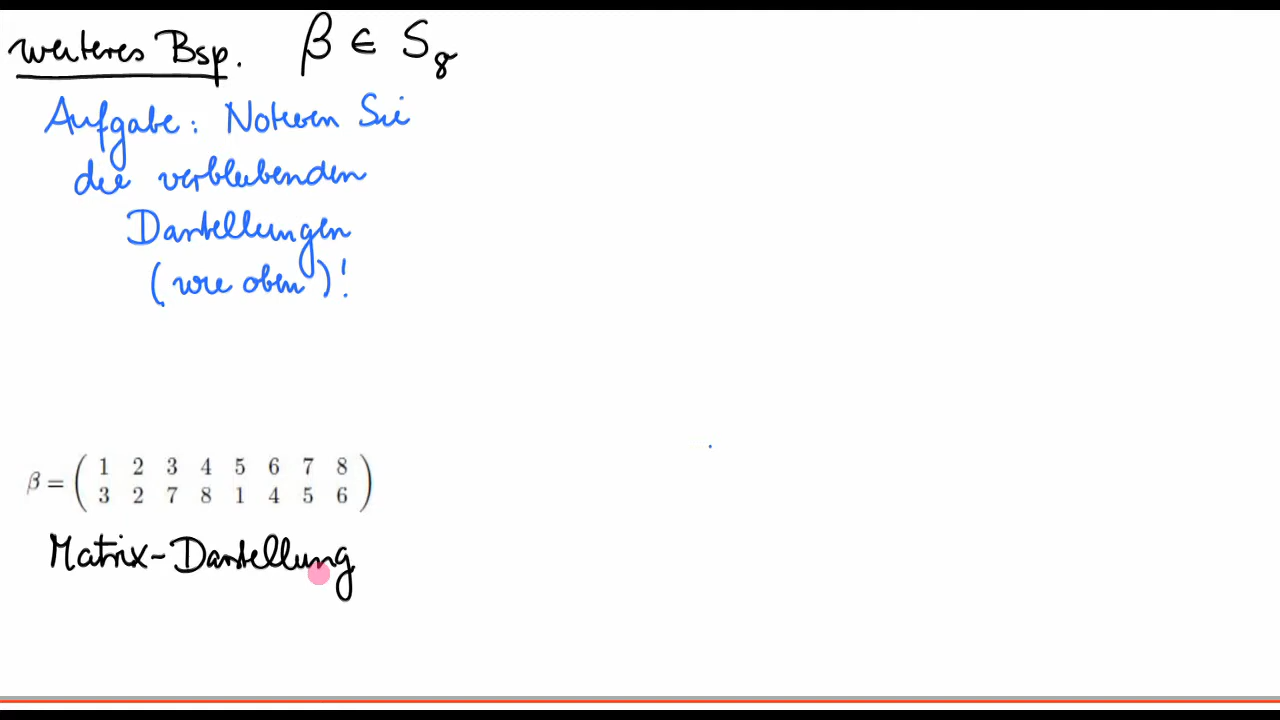 weiteres Bsp. β ∈ S₈
Aufgabe: Notieren Sie
die verbleibenden
Darstellungen
(wie oben)!
β = ( 1 2 3 4 5 6 7 8
3 2 7 8 1 4 5 6 )
Matrix-Darstellung